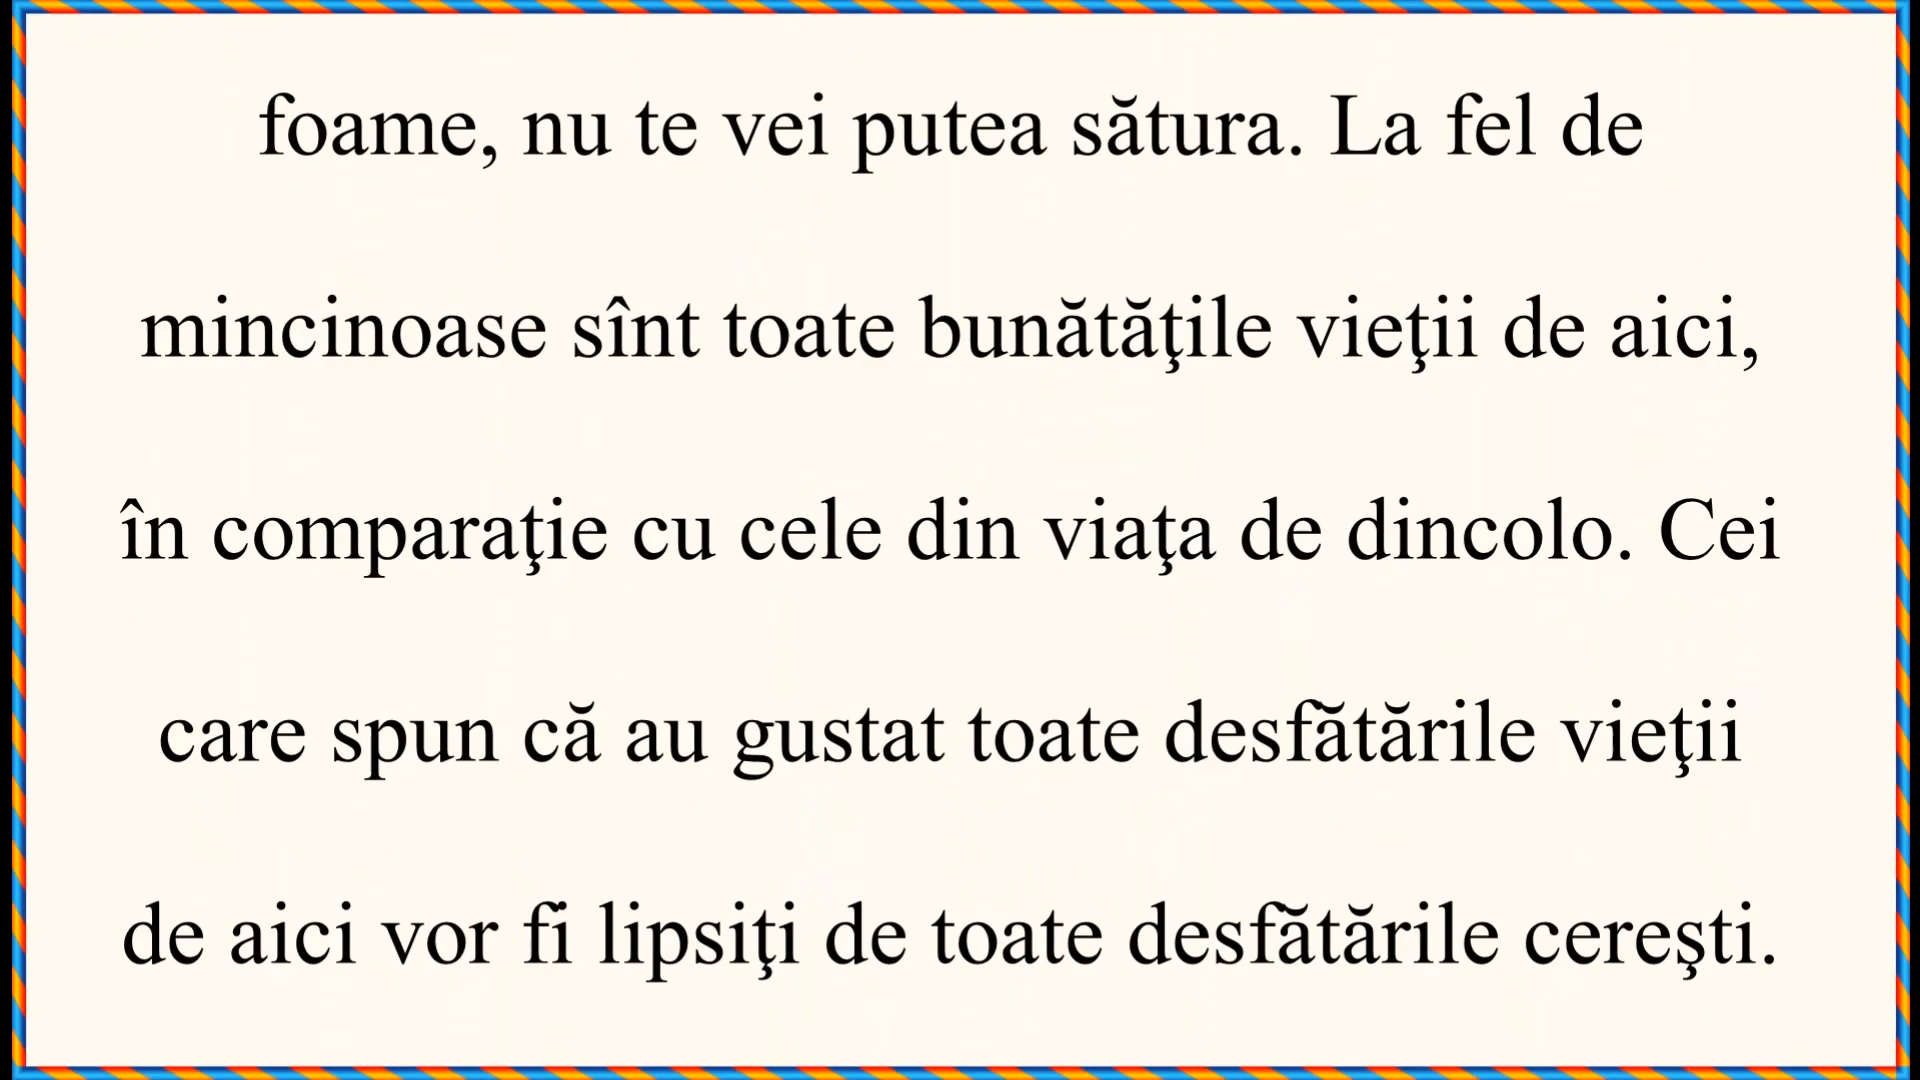 foame, nu te vei putea sătura. La fel de
mincinoase sînt toate bunătăţile vieţii de aici,
în comparaţie cu cele din viaţa de dincolo. Cei
care spun că au gustat toate desfătările vieţii
de aici vor fi lipsiţi de toate desfătările cereşti.